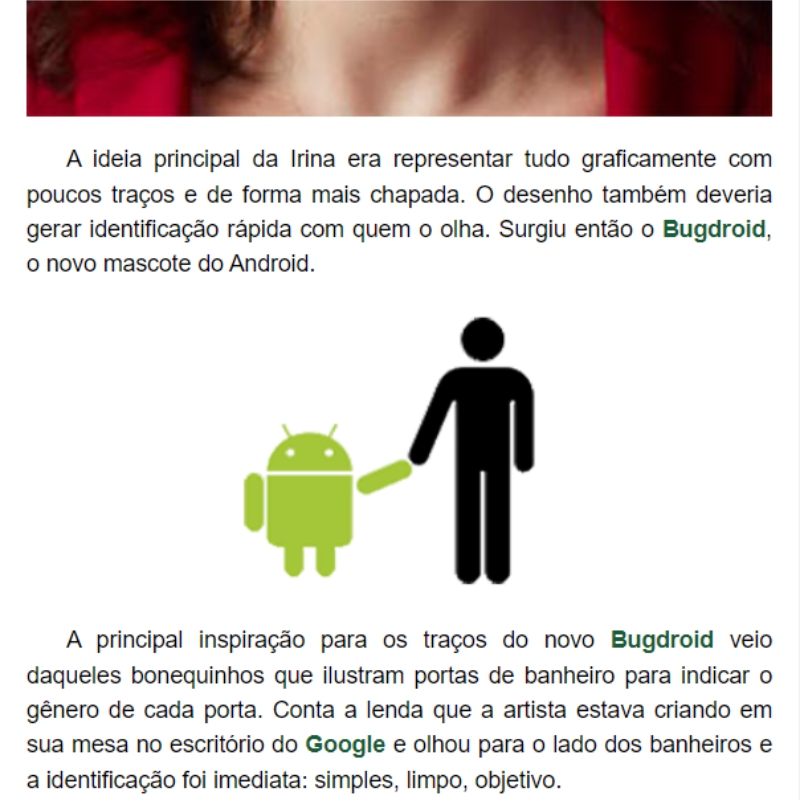 A ideia principal da Irina era representar tudo graficamente com
poucos traços e de forma mais chapada. O desenho também deveria
gerar identificação rápida com quem o olha. Surgiu então o Bugdroid,
o novo mascote do Android.
A principal inspiração para os traços do novo Bugdroid veio
daqueles bonequinhos que ilustram portas de banheiro para indicar o
gênero de cada porta. Conta a lenda que a artista estava criando em
sua mesa no escritório do Google e olhou para o lado dos banheiros e
a identificação foi imediata: simples, limpo, objetivo.